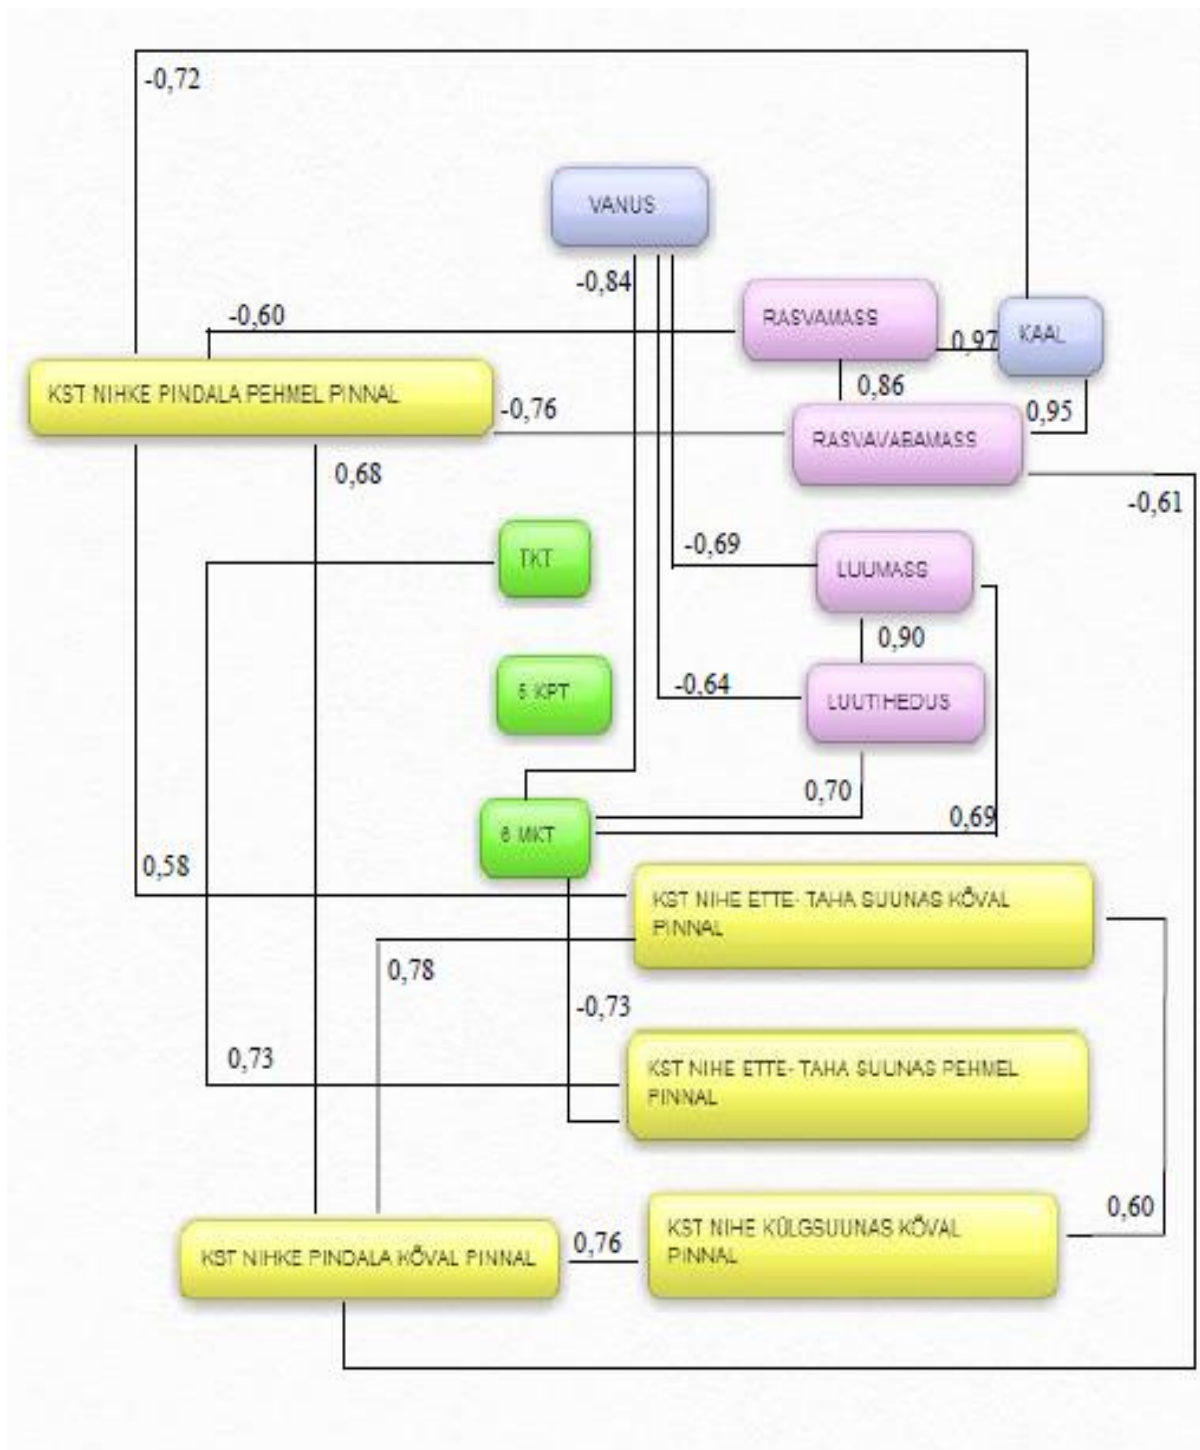 -0,72
VANUS
-0,84
-0,60
RASVAMASS
0,97
KAAL
KST NIHKE PINDALA PEHMEL PINNAL
0,86
-0,76
0,95
RASVAVABAMASS
0,68
-0,61
TKT
-0,69
LUUMASS
0,90
5 KPT
-0,64
LUUTIHEDUS
0,70
0,69
6 MKT
0,58
KST NIHE ETTE- TAHA SUUNAS KÕVAL
PINNAL
0,78
-0,73
0,73
KST NIHE ETTE- TAHA SUUNAS PEHMEL
PINNAL
0,60
KST NIHKE PINDALA KÕVAL PINNAL
0,76
KST NIHE KÜLGSUUNAS KÕVAL
PINNAL